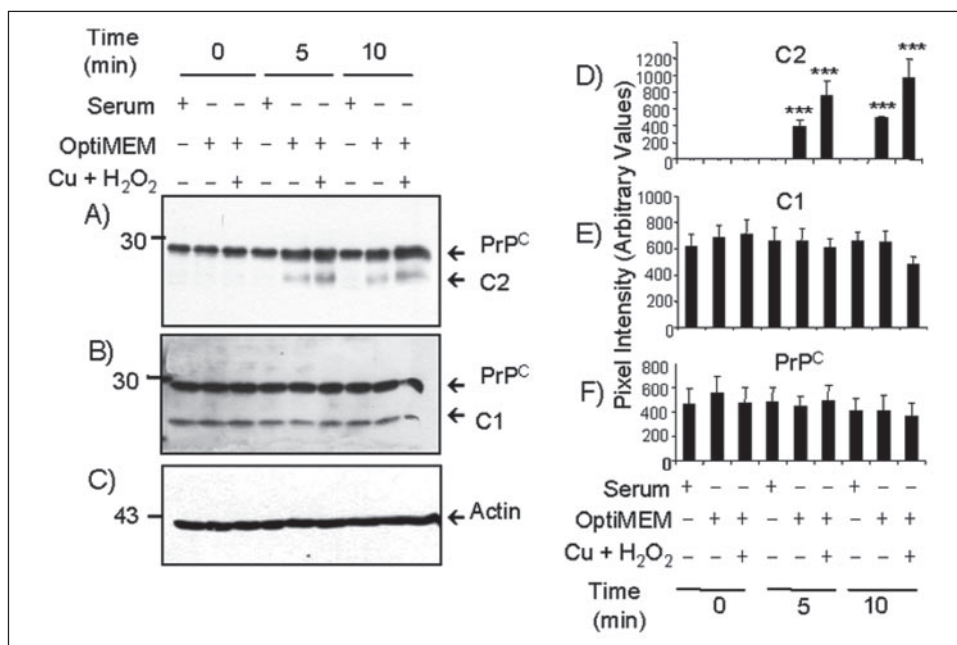 Time (min) 0 5 10
Serum + – – + – – + – –
OptiMEM – + + – + + – + +
Cu + H₂O₂ – – + – – + – – +
A)
30
PrPᶜ
C2
B)
30
PrPᶜ
C1
C)
43
Actin
Pixel Intensity (Arbitrary Values)
D)
C2
1400
1200
1000
800
600
400
200
0
*** *** *** ***
E)
C1
1000
800
600
400
200
0
F)
PrPᶜ
800
600
400
200
0
Serum + – – + – – + – –
OptiMEM – + + – + + – + +
Cu + H₂O₂ – – + – – + – – +
Time (min) 0 5 10